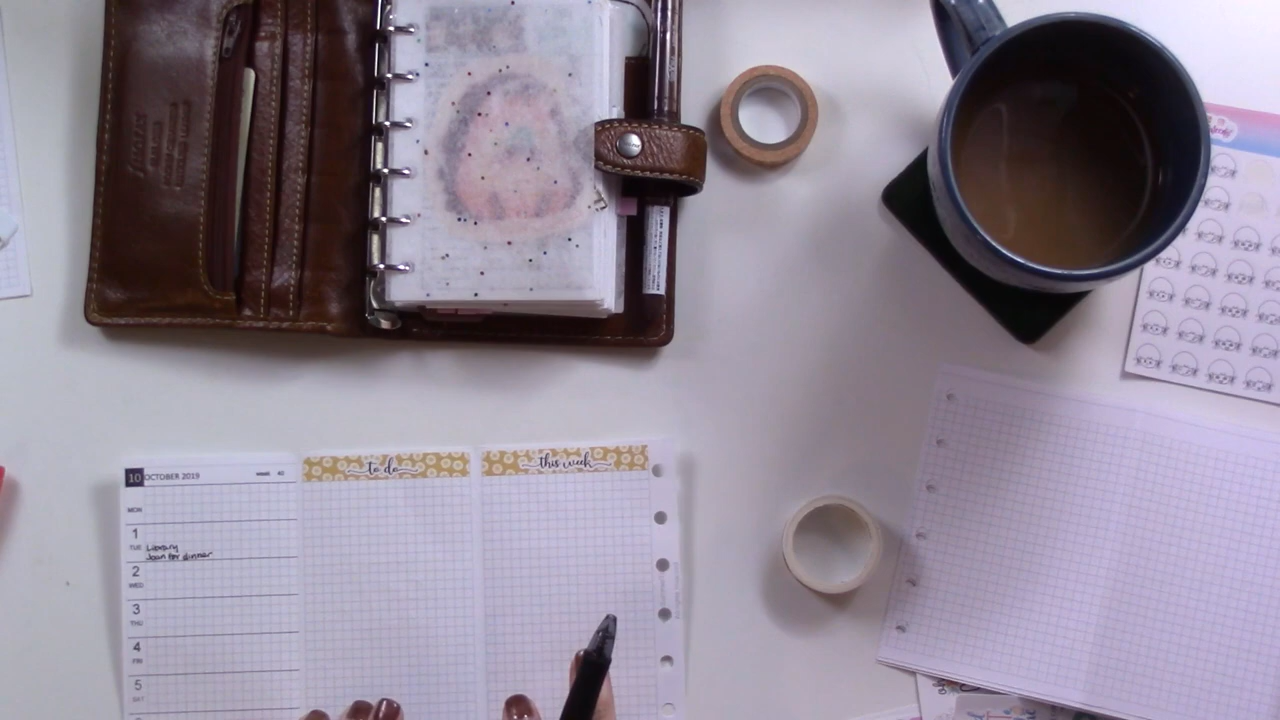 10 OCTOBER 2019 week 40
to do
this week
MON
1
TUE Library
Joan for dinner
2
WED
3
THU
4
FRI
5
SAT